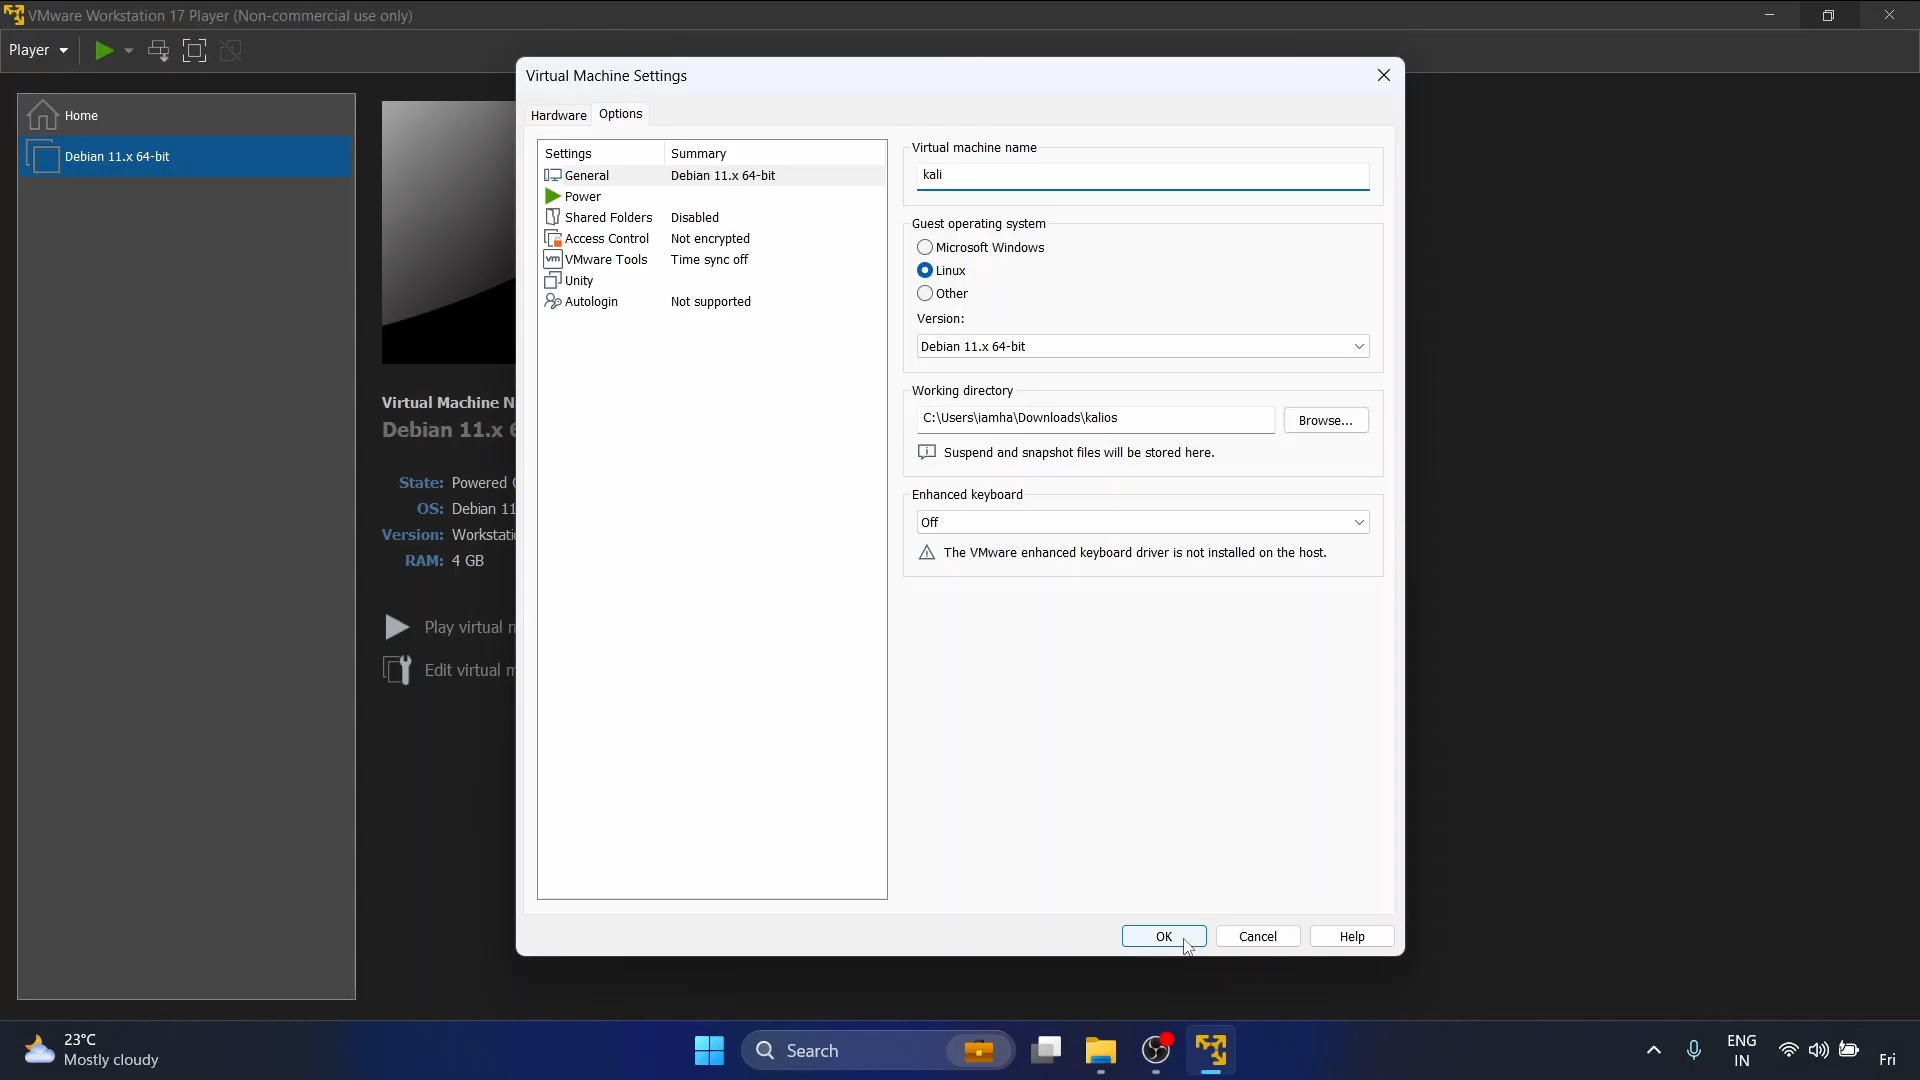 VMware Workstation 17 Player (Non-commercial use only)
Player
Home
Debian 11.x 64-bit
Virtual Machine N
Debian 11.x 6
State: Powered
OS: Debian 11
Version: Workstati
RAM: 4 GB
Play virtual
Edit virtual
Virtual Machine Settings
Hardware Options
Settings Summary
General Debian 11.x 64-bit
Power
Shared Folders Disabled
Access Control Not encrypted
vm VMware Tools Time sync off
Unity
Autologin Not supported
Virtual machine name
kali
Guest operating system
Microsoft Windows
Linux
Other
Version:
Debian 11.x 64-bit
Working directory
C:\Users\iamha\Downloads\kalios
Browse...
Suspend and snapshot files will be stored here.
Enhanced keyboard
Off
The VMware enhanced keyboard driver is not installed on the host.
OK Cancel Help
23°C
Mostly cloudy
Search
ENG
IN
Fri